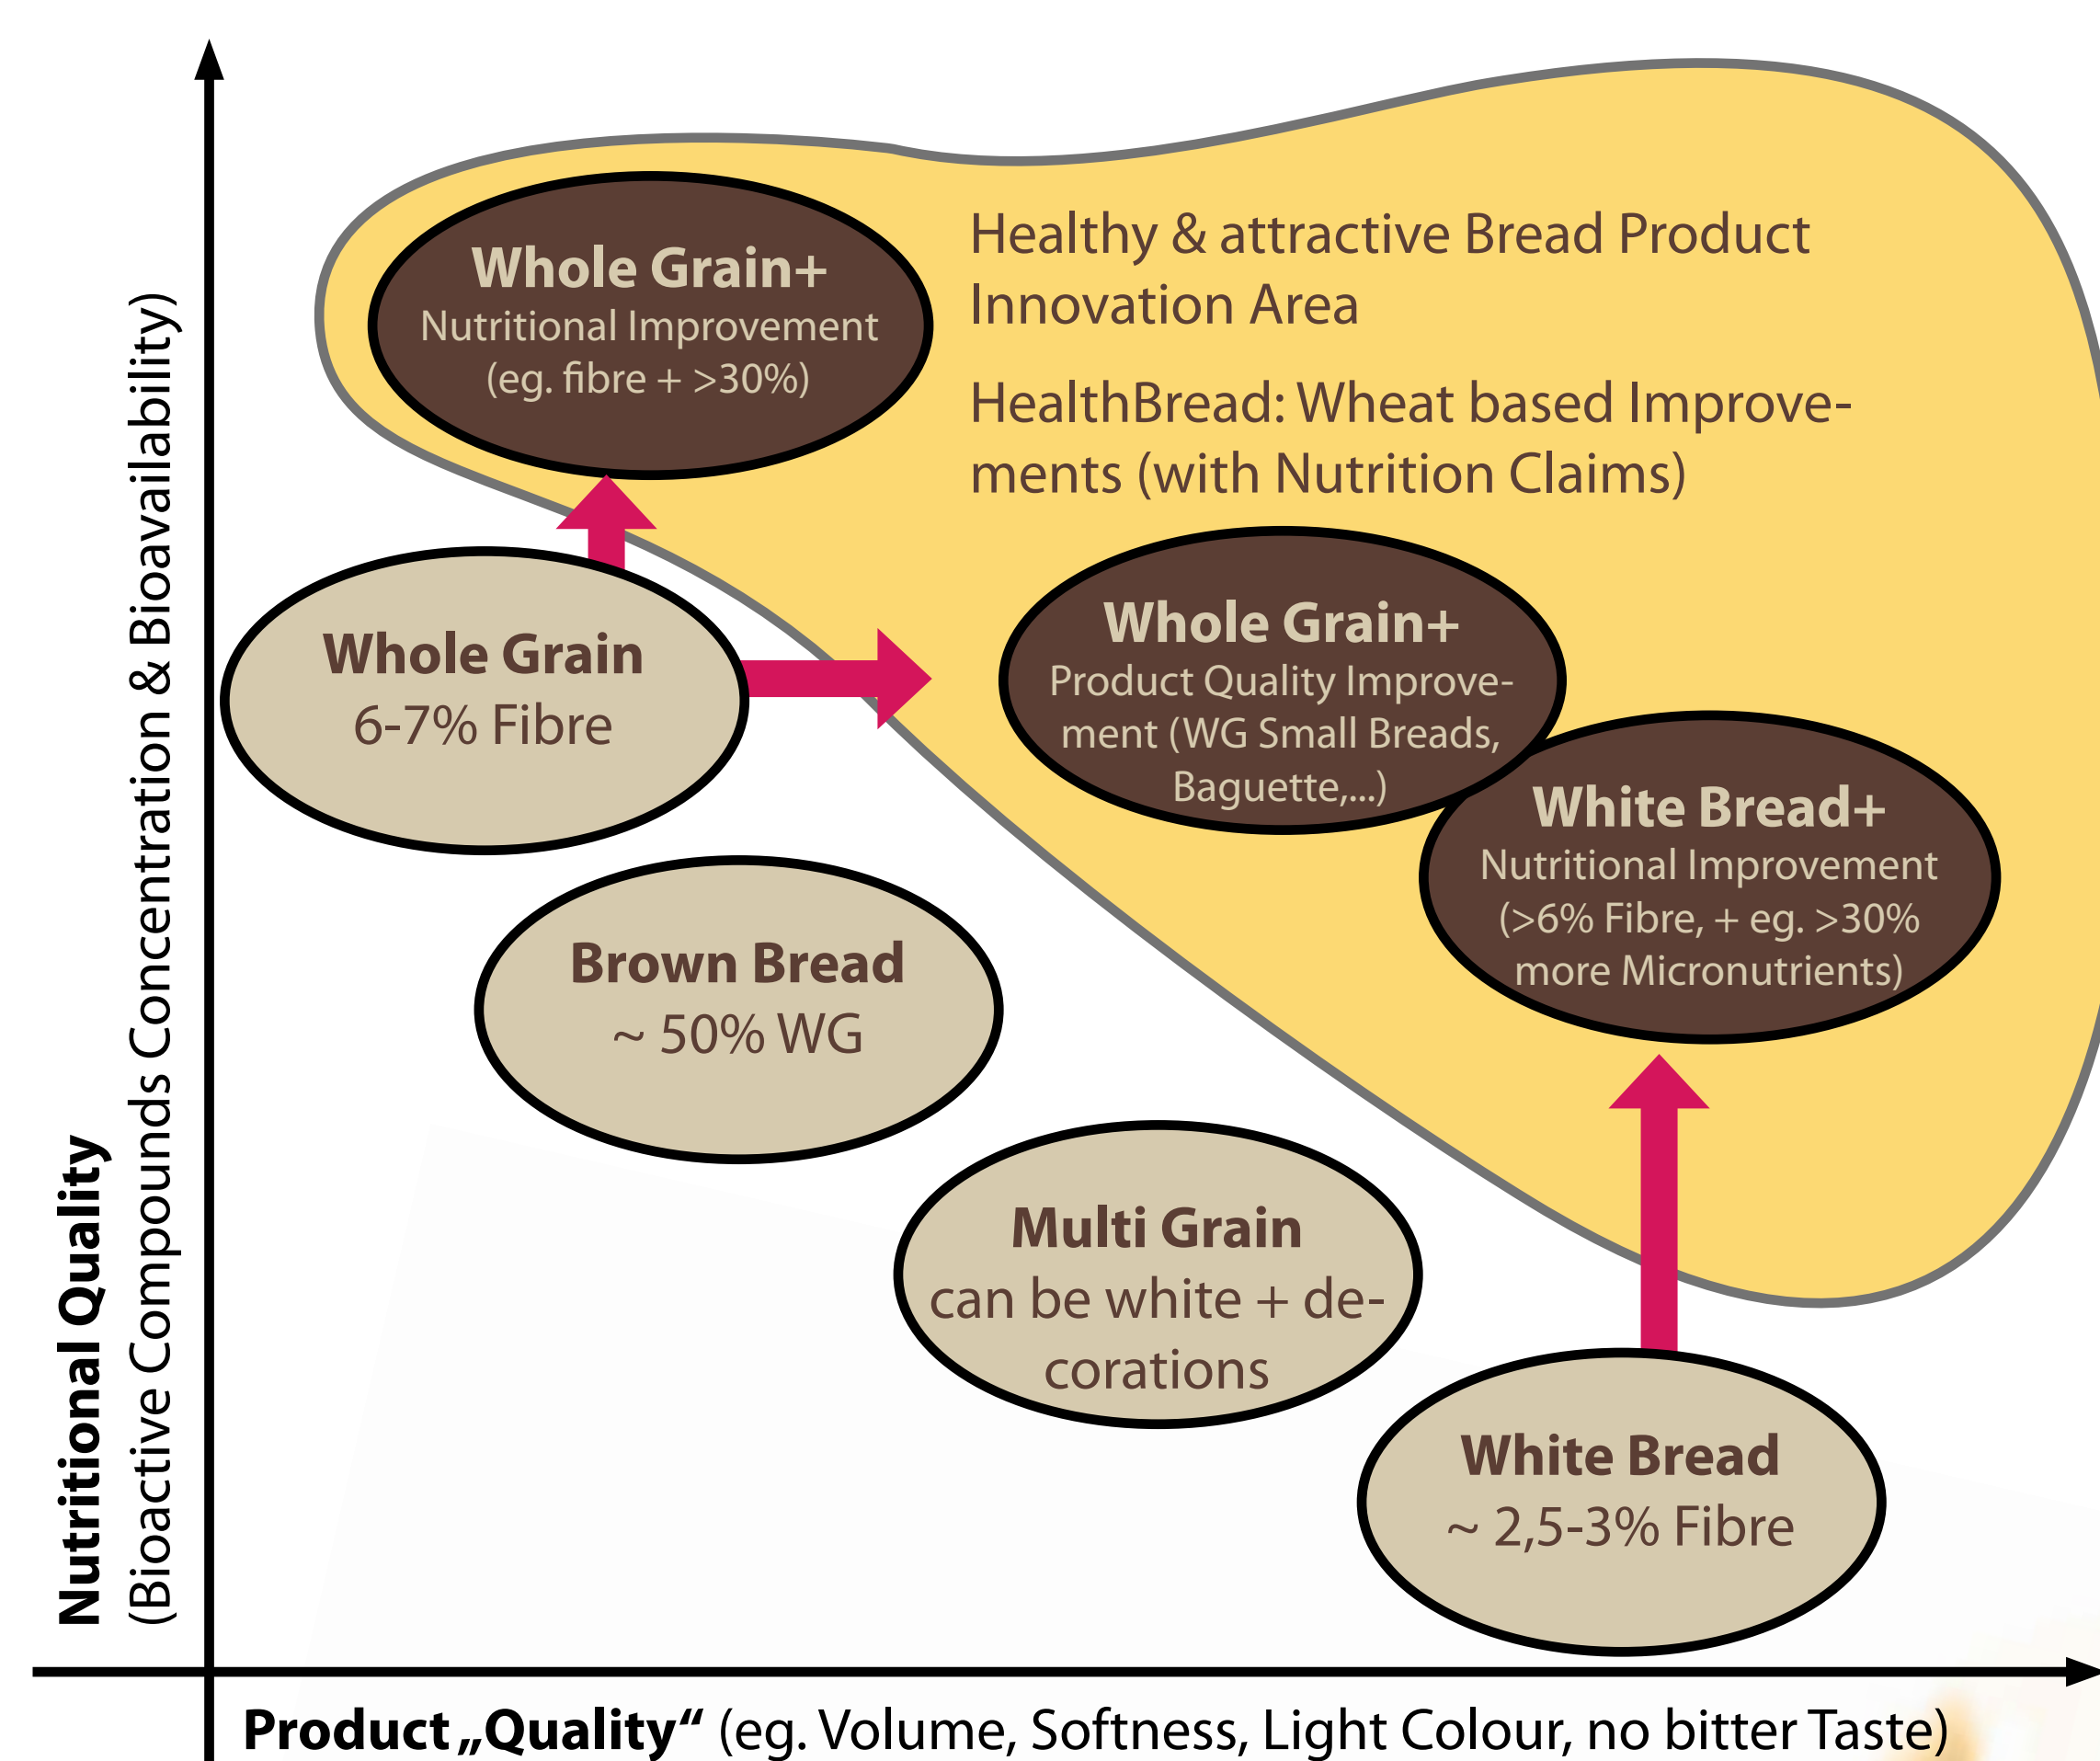 Nutritional Quality
(Bioactive Compounds Concentration & Bioavailability)
Whole Grain+
Nutritional Improvement
(eg. fibre + >30%)
Healthy & attractive Bread Product
Innovation Area
HealthBread: Wheat based Improve-
ments (with Nutrition Claims)
Whole Grain
6-7% Fibre
Whole Grain+
Product Quality Improve-
ment (WG Small Breads,
Baguette,...)
White Bread+
Nutritional Improvement
(>6% Fibre, + eg. >30%
more Micronutrients)
Brown Bread
~ 50% WG
Multi Grain
can be white + de-
corations
White Bread
~ 2,5-3% Fibre
Product „Quality“ (eg. Volume, Softness, Light Colour, no bitter Taste)